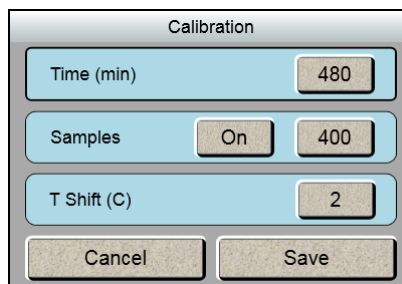 Calibration
Time (min) 480
Samples On 400
T Shift (C) 2
Cancel Save